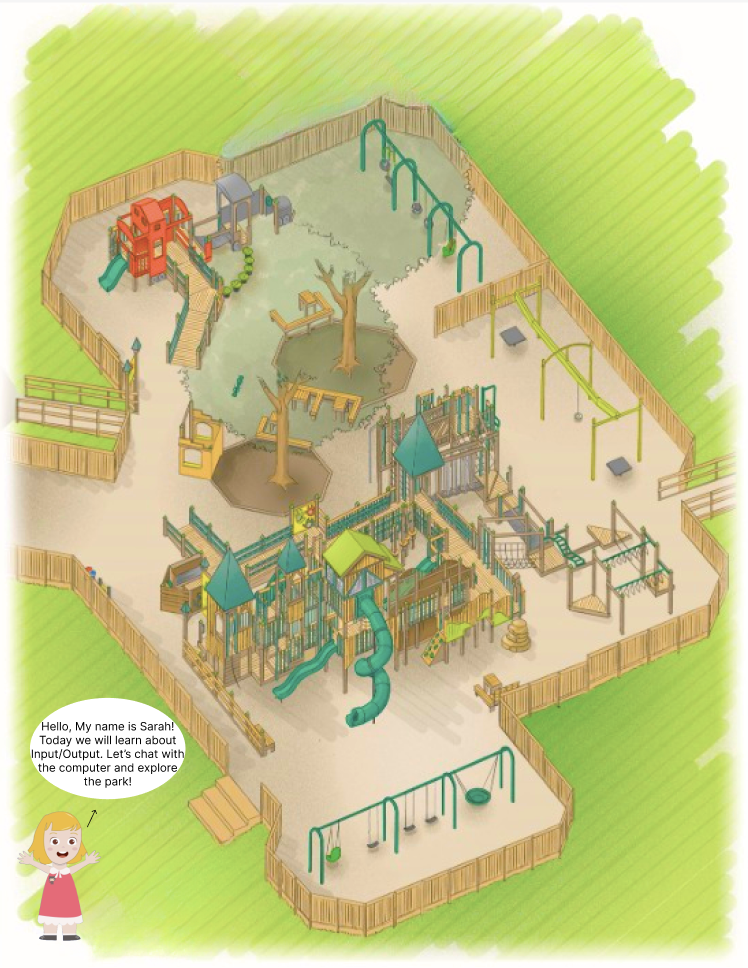 Hello, My name is Sarah!
Today we will learn about
Input/Output. Let's chat with
the computer and explore
the park!